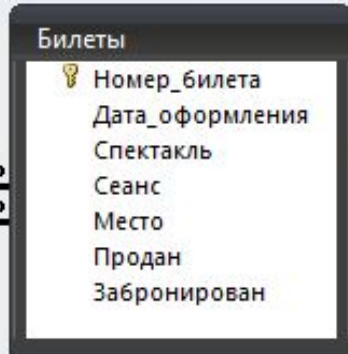 Билеты
Номер_билета
Дата_оформления
Спектакль
Сеанс
Место
Продан
Забронирован